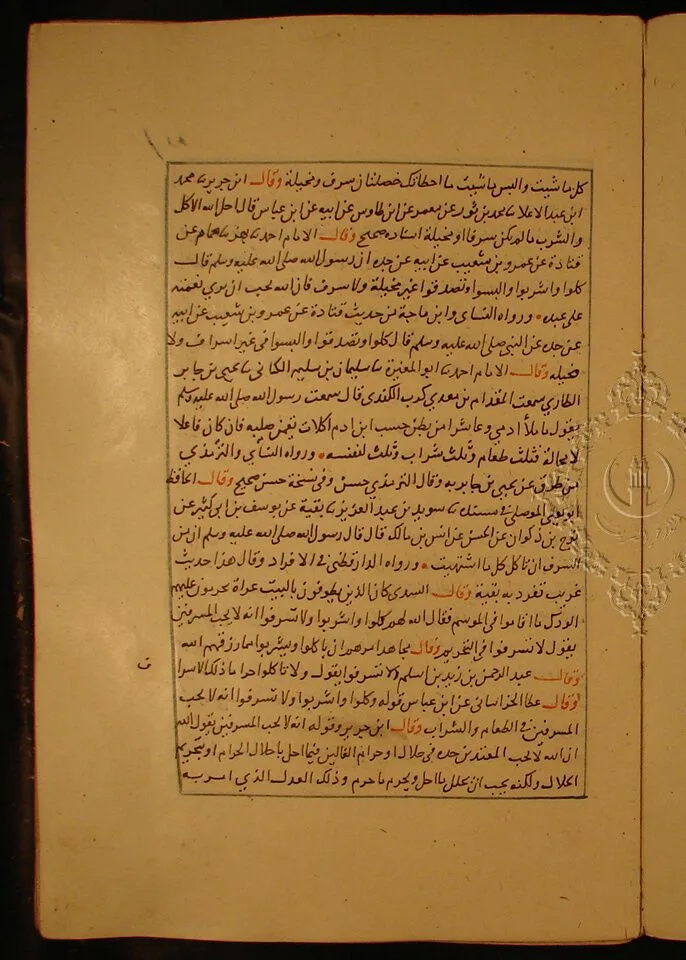 كل ما شيت والبس ما شيت ما اخطاتك خصلتان سرف ومخيلة وقال ابن جرير ثنا محمد
ابن عبد الاعلا ثنا محمد بن ثور عن معمر عن ابن طاوس عن ابيه عن ابن عباس قال احل الله الاكل
والشرب ما لم يكن سرفا او مخيلة اسناده صحيح وقال الامام احمد ثنا بهز ثنا همام عن
قتادة عن عمرو بن شعيب عن ابيه عن جده ان رسول الله صلى الله عليه وسلم قال
كلوا واشربوا والبسوا وتصدقوا غير مخيلة ولا سرف فان الله يحب ان يري نعمته
على عبده ورواه النساى وابن ماجة من حديث قتادة عن عمرو بن شعيب عن ابيه
عن جده عن النبي صلى الله عليه وسلم قال كلوا وتصدقوا والبسوا في غير اسراف ولا
مخيله وقال الامام احمد ثنا ابو المغيرة ثنا سليمان بن سليم الكناني ثنا يحيى بن جابر
الطاري سمعت المقدام بن معدي كرب الكندي قال سمعت رسول الله صلى الله عليه وسلم
يقول ما ملأ ادمي وعاء شرا من بطن حسب ابن ادم اكلات يقمن صلبه فان كان فاعلا
لا محالة فثلث طعام وثلث شراب وثلث لنفسه ورواه النساي والترمذي
من طرق عن يحيى بن جابر به وقال الترمذي حسن وفي نسخة حسن صحيح وقال الحافظ
ابو يعلى الموصلي في مسنده ثنا سويد بن عبد العزيز ثنا بقية عن يوسف بن ابى كثير عن
نوح بن ذكوان عن الحسن عن انس بن مالك قال قال رسول الله صلى الله عليه وسلم ان من
السرف ان تاكل كل ما اشتهيت ورواه الدارقطني في الافراد وقال هذا حديث
غريب تفرد به بقية وقال السدى كان الذين يطوفون بالبيت عراة يحرمون عليهم
الودك ما اقاموا في الموسم فقال الله لهم كلوا واشربوا ولا تسرفوا انه لا يحب المسرفين
يقول لا تسرفوا في التحريم وقال مجاهد امرهم ان ياكلوا ويشربوا مما رزقهم الله
وقال عبد الرحمن بن زيد بن اسلم ولا تسرفوا يقول ولا تاكلوا حراما ذلك الاسراف
وقال عطا الخراساني عن ابن عباس قوله وكلوا واشربوا ولا تسرفوا انه لا يحب
المسرفين في الطعام والشراب وقال ابن جرير وقوله انه لا يحب المسرفين يقول الله
ان الله لا يحب المعتدين حده في حلال او حرام الغالين فيما احل باحلال الحرام او بتحريم
الحلال ولكنه يحب ان يحلل ما احل ويحرم ما حرم وذلك العدل الذي امر به